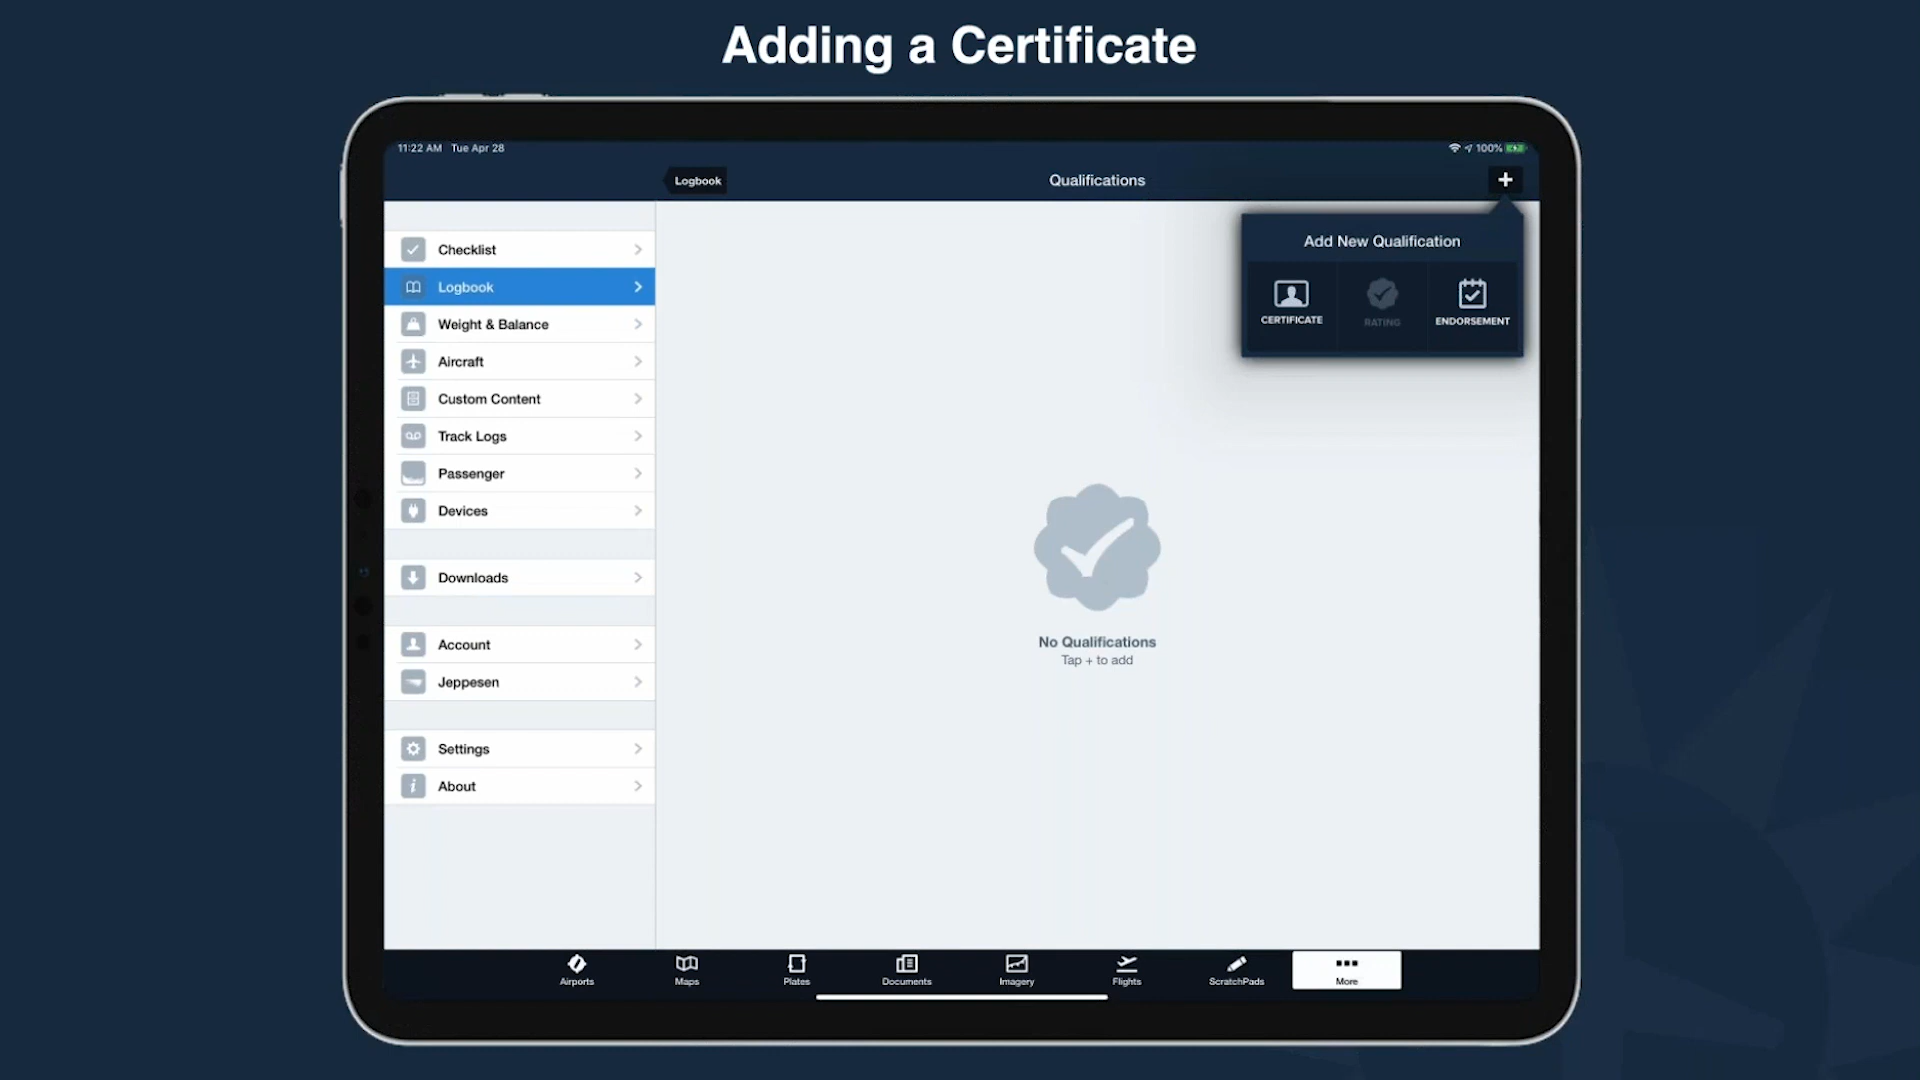 Adding a Certificate
11:22 AM Tue Apr 28
100%
Logbook
Qualifications
Add New Qualification
CERTIFICATE
RATING
ENDORSEMENT
Checklist
Logbook
Weight & Balance
Aircraft
Custom Content
Track Logs
Passenger
Devices
Downloads
Account
Jeppesen
Settings
About
No Qualifications
Tap + to add
Airports
Maps
Plates
Documents
Imagery
Flights
ScratchPads
More